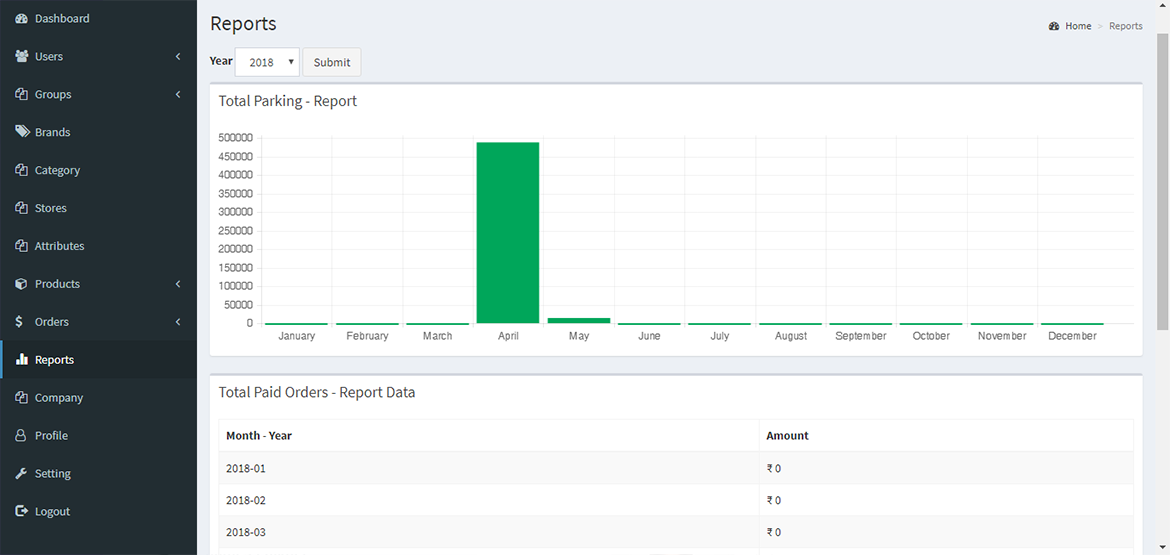 Dashboard
Users
Groups
Brands
Category
Stores
Attributes
Products
Orders
Reports
Company
Profile
Setting
Logout
Reports
Home > Reports
Year 2018 Submit
Total Parking - Report
500000
450000
400000
350000
300000
250000
200000
150000
100000
50000
0
January February March April May June July August September October November December
Total Paid Orders - Report Data
Month - Year Amount
2018-01 ₹ 0
2018-02 ₹ 0
2018-03 ₹ 0